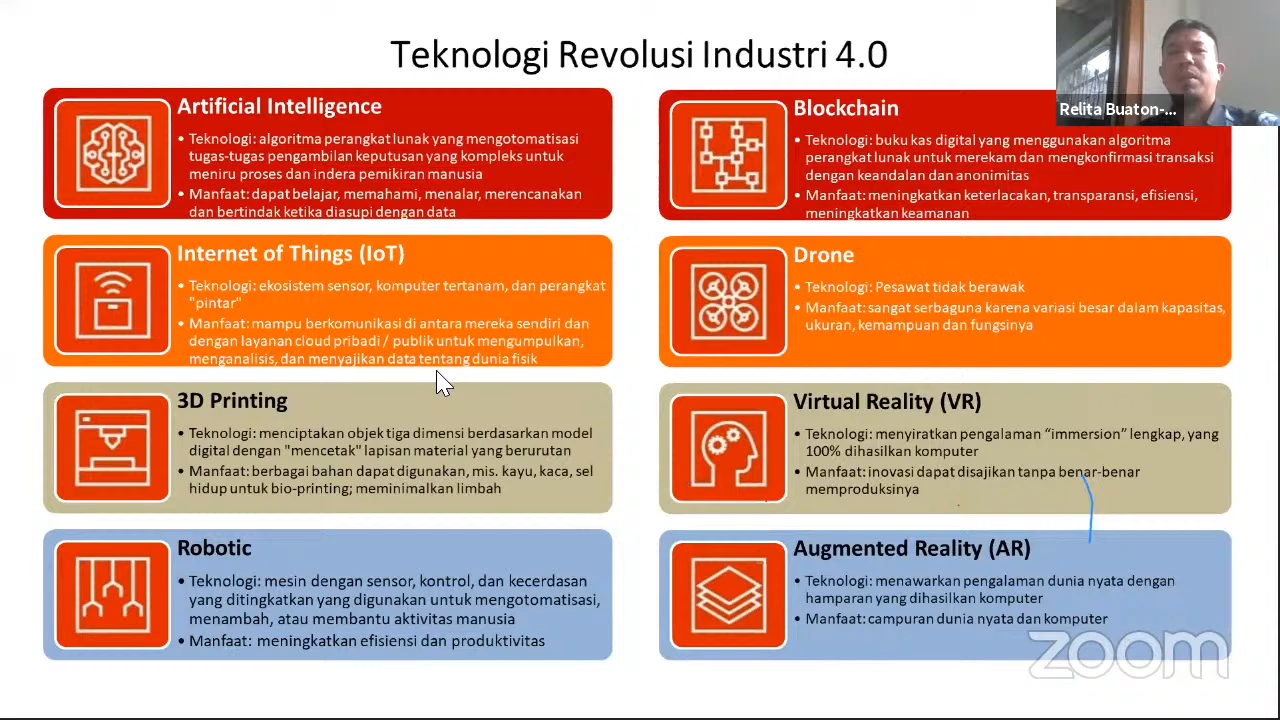 Teknologi Revolusi Industri 4.0
Relita Buaton-...
Artificial Intelligence
• Teknologi: algoritma perangkat lunak yang mengotomatisasi
tugas-tugas pengambilan keputusan yang kompleks untuk
meniru proses dan indera pemikiran manusia
• Manfaat: dapat belajar, memahami, menalar, merencanakan
dan bertindak ketika diasupi dengan data
Blockchain
• Teknologi: buku kas digital yang menggunakan algoritma
perangkat lunak untuk merekam dan mengkonfirmasi transaksi
dengan keandalan dan anonimitas
• Manfaat: meningkatkan keterlacakan, transparansi, efisiensi,
meningkatkan keamanan
Internet of Things (IoT)
• Teknologi: ekosistem sensor, komputer tertanam, dan perangkat
"pintar"
• Manfaat: mampu berkomunikasi di antara mereka sendiri dan
dengan layanan cloud pribadi / publik untuk mengumpulkan,
menganalisis, dan menyajikan data tentang dunia fisik
Drone
• Teknologi: Pesawat tidak berawak
• Manfaat: sangat serbaguna karena variasi besar dalam kapasitas,
ukuran, kemampuan dan fungsinya
3D Printing
• Teknologi: menciptakan objek tiga dimensi berdasarkan model
digital dengan "mencetak" lapisan material yang berurutan
• Manfaat: berbagai bahan dapat digunakan, mis. kayu, kaca, sel
hidup untuk bio-printing; meminimalkan limbah
Virtual Reality (VR)
• Teknologi: menyiratkan pengalaman “immersion” lengkap, yang
100% dihasilkan komputer
• Manfaat: inovasi dapat disajikan tanpa benar-benar
memproduksinya
Robotic
• Teknologi: mesin dengan sensor, kontrol, dan kecerdasan
yang ditingkatkan yang digunakan untuk mengotomatisasi,
menambah, atau membantu aktivitas manusia
• Manfaat: meningkatkan efisiensi dan produktivitas
Augmented Reality (AR)
• Teknologi: menawarkan pengalaman dunia nyata dengan
hamparan yang dihasilkan komputer
• Manfaat: campuran dunia nyata dan komputer
zoom